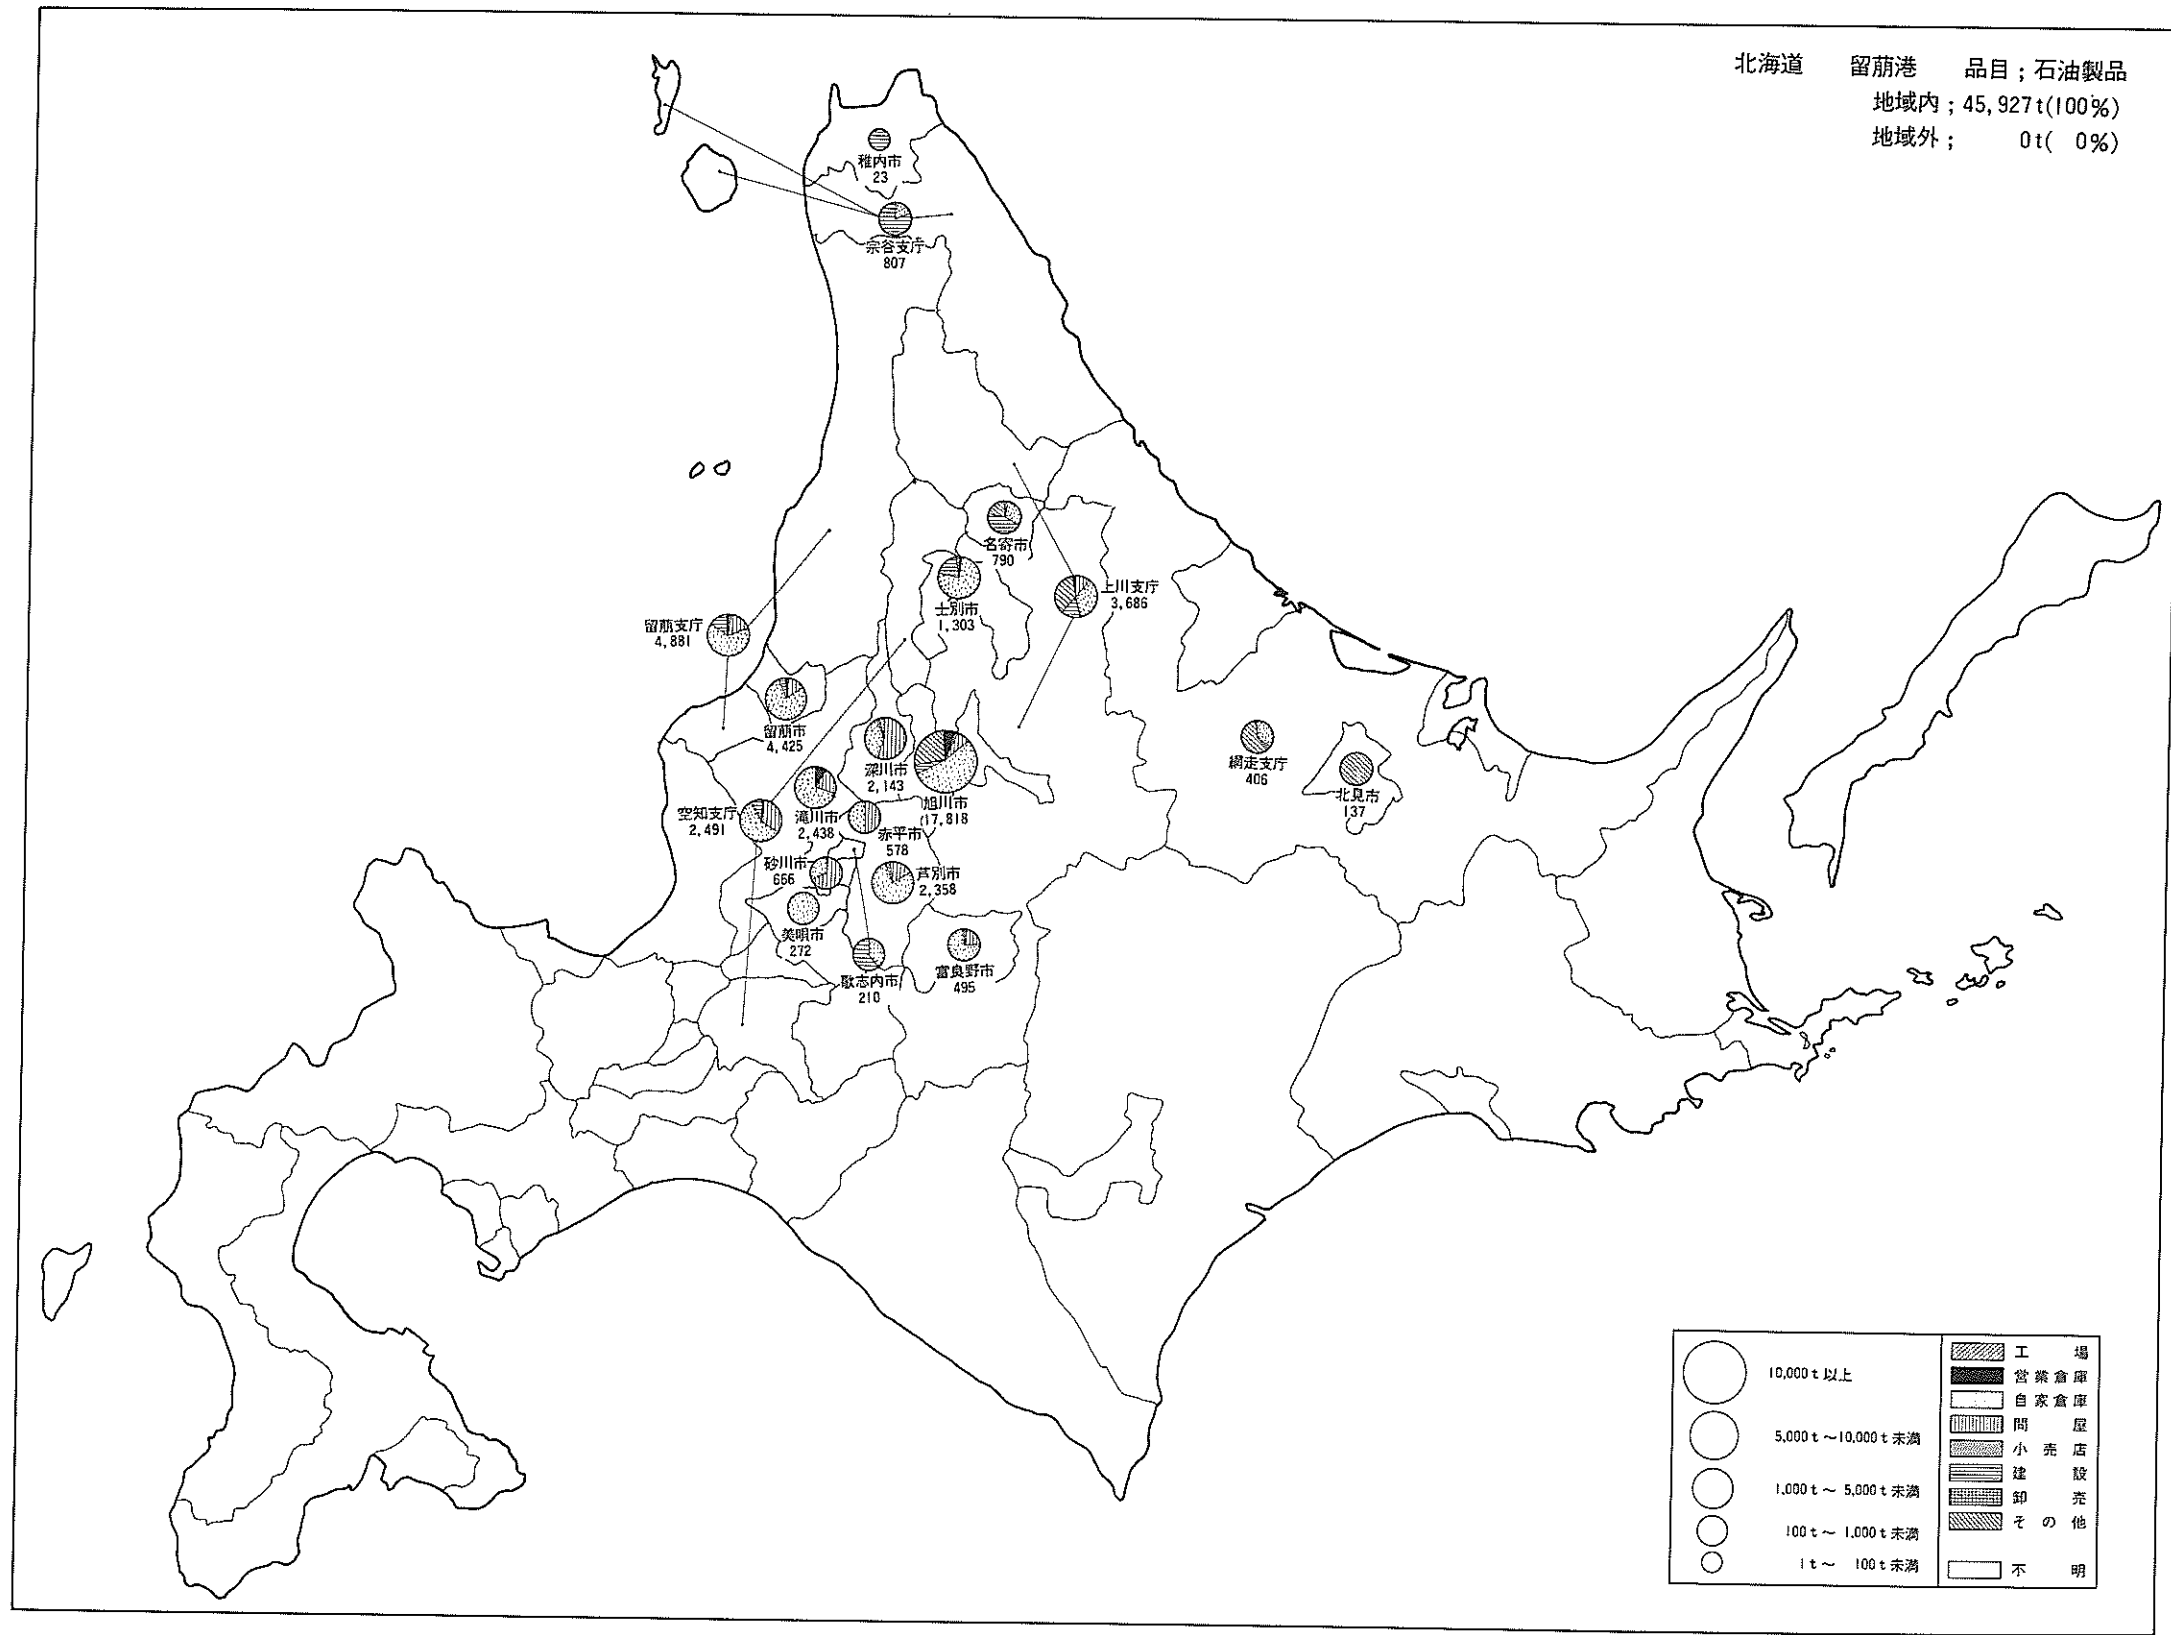 北海道 留萠港 品目;石油製品
地域内;45,927t(100%)
地域外; 0t( 0%)
稚内市
23
宗谷支庁
807
名寄市
790
士別市
1,303
上川支庁
3,686
留萠支庁
4,881
留萠市
4,425
深川市
2,143
旭川市
17,818
網走支庁
406
北見市
137
空知支庁
2,491
滝川市
2,438
赤平市
578
砂川市
666
芦別市
2,358
美唄市
272
歌志内市
210
富良野市
495
10,000t以上
5,000t~10,000t未満
1,000t~5,000t未満
100t~1,000t未満
1t~100t未満
工場
営業倉庫
自家倉庫
問屋
小売店
建設
卸売
その他
不明